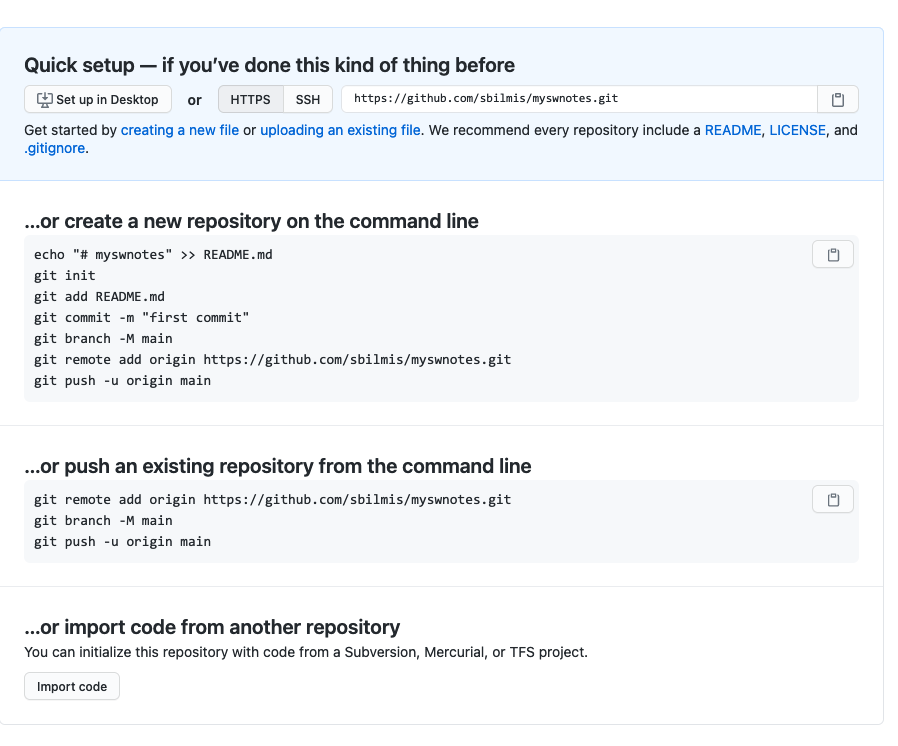 Quick setup — if you’ve done this kind of thing before
Set up in Desktop or HTTPS SSH https://github.com/sbilmis/myswnotes.git
Get started by creating a new file or uploading an existing file. We recommend every repository include a README, LICENSE, and
.gitignore.
...or create a new repository on the command line
echo "# myswnotes" >> README.md
git init
git add README.md
git commit -m "first commit"
git branch -M main
git remote add origin https://github.com/sbilmis/myswnotes.git
git push -u origin main
...or push an existing repository from the command line
git remote add origin https://github.com/sbilmis/myswnotes.git
git branch -M main
git push -u origin main
...or import code from another repository
You can initialize this repository with code from a Subversion, Mercurial, or TFS project.
Import code